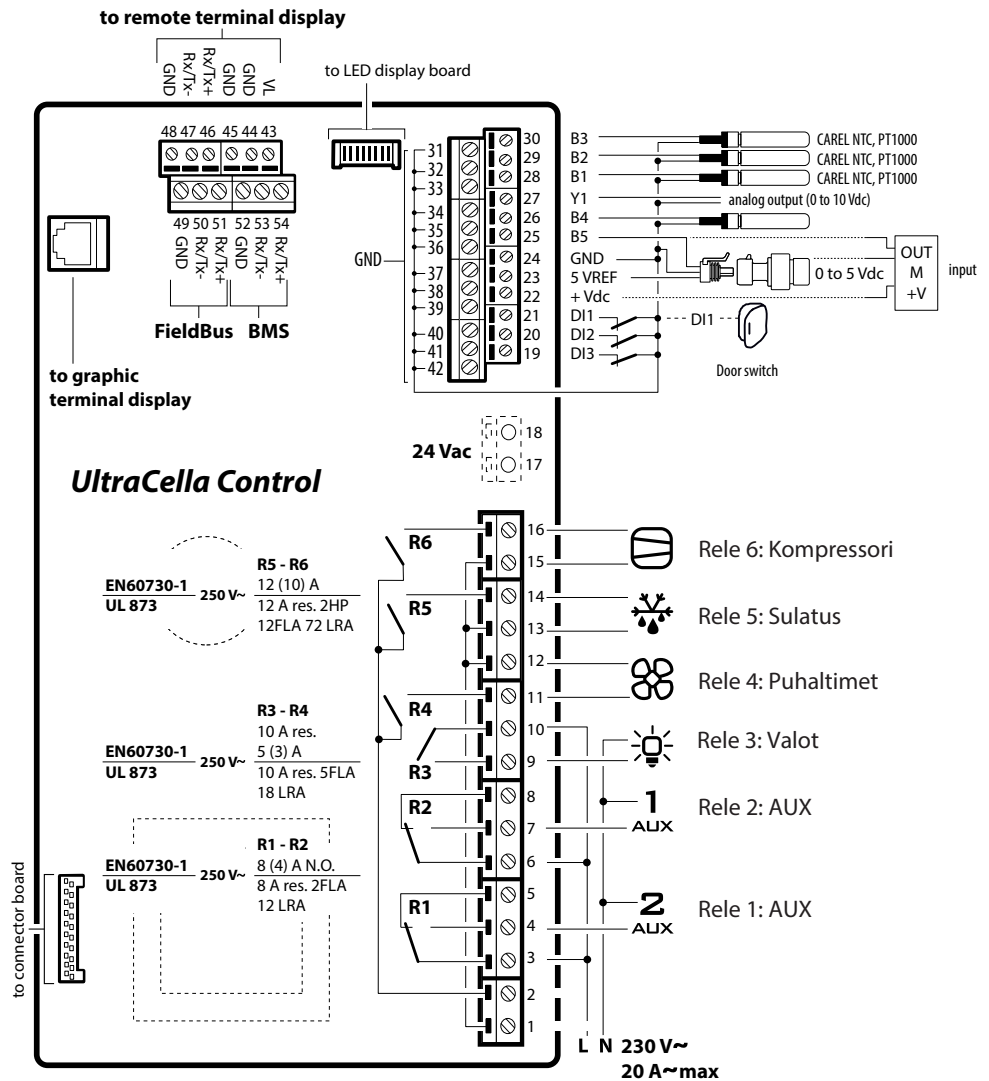 to remote terminal display
GND
Rx/Tx-
Rx/Tx+
GND
GND
VL
to LED display board
48 47 46 45 44 43
49 50 51 52 53 54
GND
Rx/Tx-
Rx/Tx+
GND
Rx/Tx-
Rx/Tx+
FieldBus BMS
to graphic
terminal display
GND
31
32
33
34
35
36
37
38
39
40
41
42
30
29
28
27
26
25
24
23
22
21
20
19
B3
B2
B1
Y1
B4
B5
GND
5 VREF
+ Vdc
DI1
DI2
DI3
CAREL NTC, PT1000
CAREL NTC, PT1000
CAREL NTC, PT1000
analog output (0 to 10 Vdc)
0 to 5 Vdc
OUT
M
+V
input
DI1
Door switch
24 Vac
18
17
UltraCella Control
EN60730-1
UL 873
250 V~
R5 - R6
12 (10) A
12 A res. 2HP
12FLA 72 LRA
EN60730-1
UL 873
250 V~
R3 - R4
10 A res.
5 (3) A
10 A res. 5FLA
18 LRA
EN60730-1
UL 873
250 V~
R1 - R2
8 (4) A N.O.
8 A res. 2FLA
12 LRA
to connector board
R6
R5
R4
R3
R2
R1
16
15
14
13
12
11
10
9
8
7
6
5
4
3
2
1
Rele 6: Kompressori
Rele 5: Sulatus
Rele 4: Puhaltimet
Rele 3: Valot
1
AUX
Rele 2: AUX
2
AUX
Rele 1: AUX
L N 230 V~
20 A~max